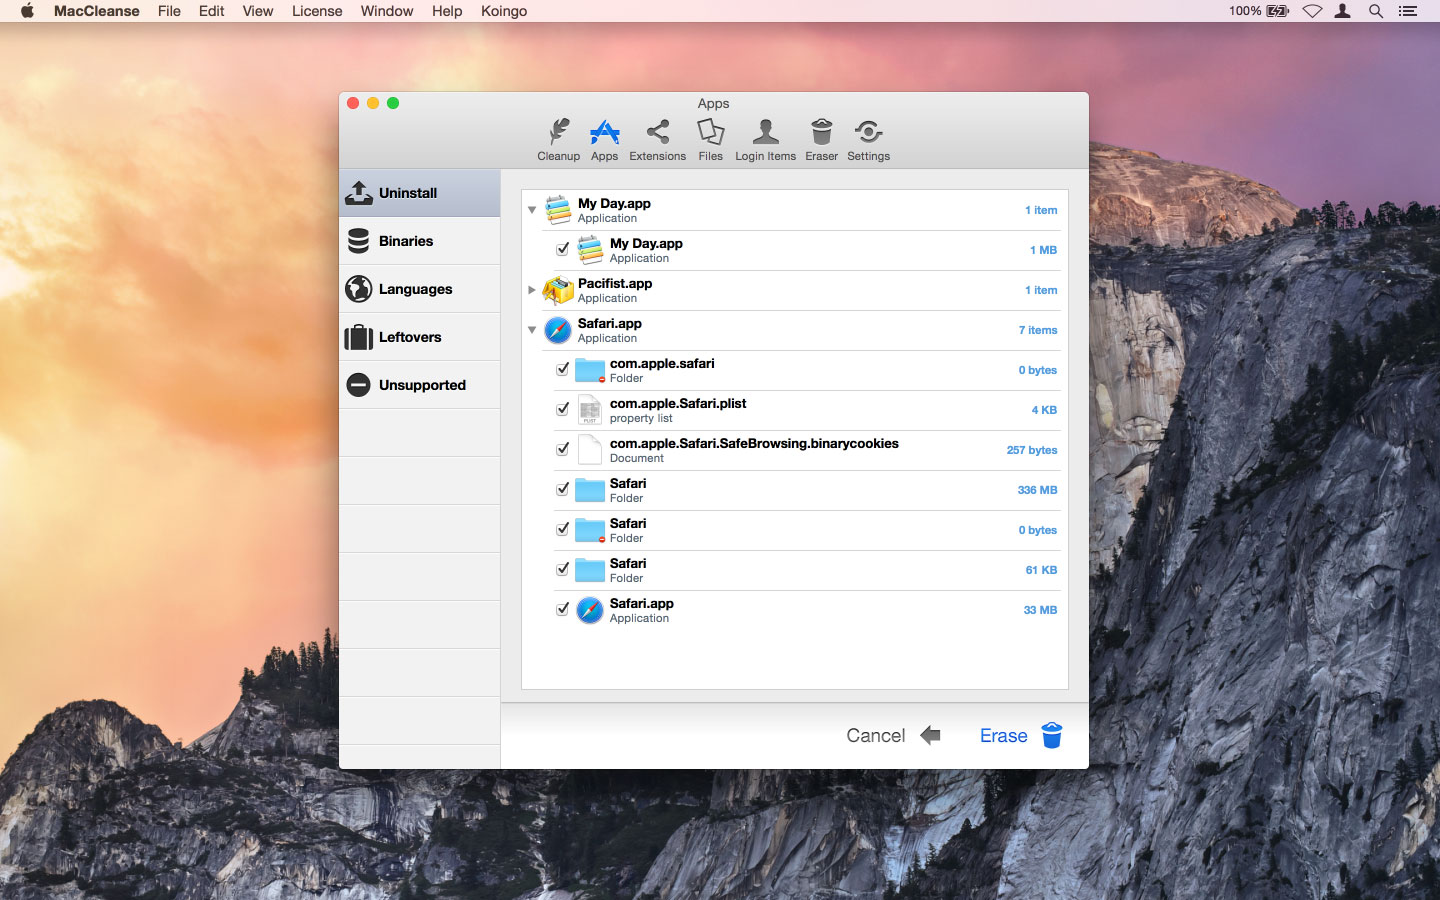 MacCleanse File Edit View License Window Help Koingo 100%
Apps
Cleanup Apps Extensions Files Login Items Eraser Settings
Uninstall
Binaries
Languages
Leftovers
Unsupported
My Day.app
Application
1 item
My Day.app
Application
1 MB
Pacifist.app
Application
1 item
Safari.app
Application
7 items
com.apple.safari
Folder
0 bytes
com.apple.Safari.plist
property list
4 KB
PLIST
com.apple.Safari.SafeBrowsing.binarycookies
Document
257 bytes
Safari
Folder
336 MB
Safari
Folder
0 bytes
Safari
Folder
61 KB
Safari.app
Application
33 MB
Cancel Erase